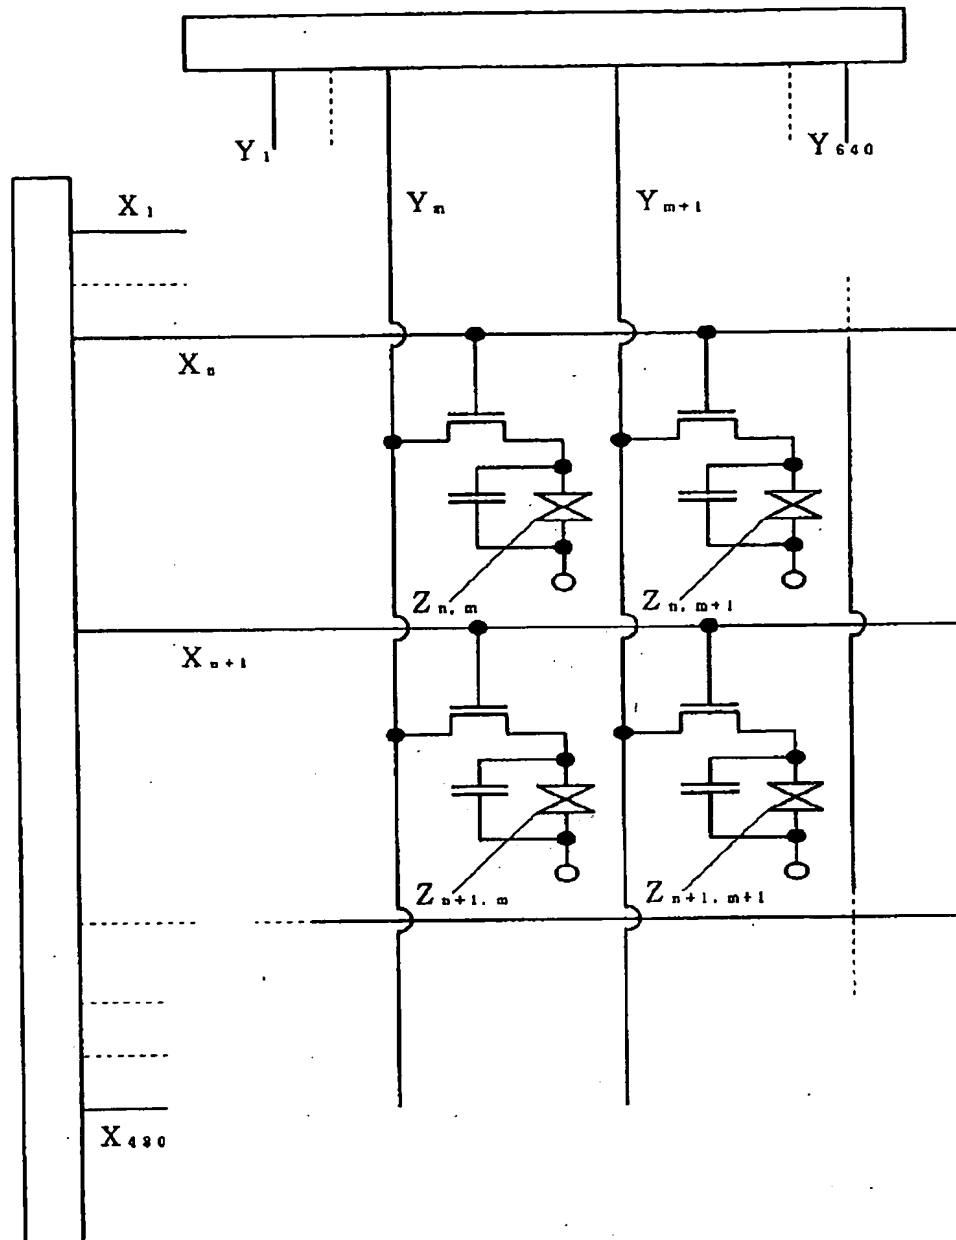 Y₁
Y₆₄₀
X₁
Yₘ
Yₘ₊₁
Xₙ
Zₙ, ₘ
Zₙ, ₘ₊₁
Xₙ₊₁
Zₙ₊₁, ₘ
Zₙ₊₁, ₘ₊₁
X₄₈₀